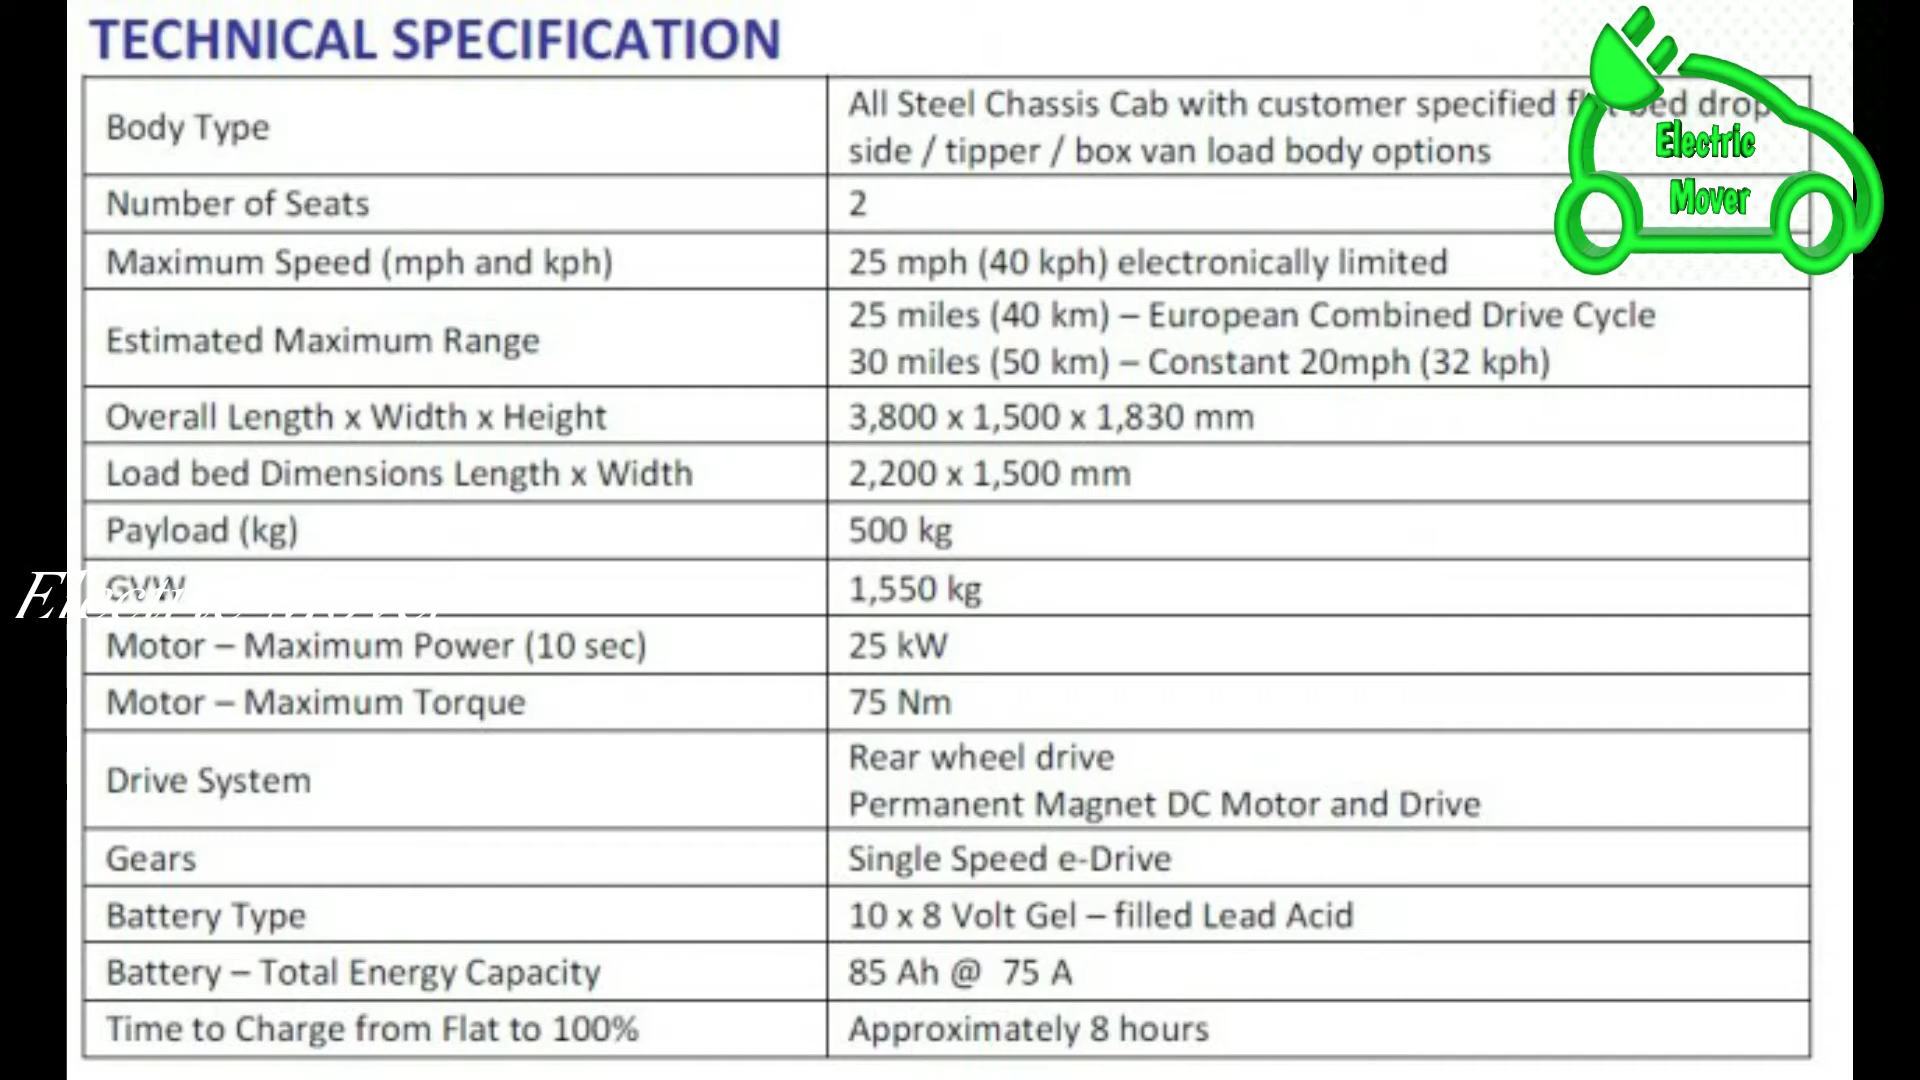 TECHNICAL SPECIFICATION
Body Type
All Steel Chassis Cab with customer specified flat bed drop
side / tipper / box van load body options
Number of Seats
2
Maximum Speed (mph and kph)
25 mph (40 kph) electronically limited
Estimated Maximum Range
25 miles (40 km) – European Combined Drive Cycle
30 miles (50 km) – Constant 20mph (32 kph)
Overall Length x Width x Height
3,800 x 1,500 x 1,830 mm
Load bed Dimensions Length x Width
2,200 x 1,500 mm
Payload (kg)
500 kg
GVW
1,550 kg
Motor – Maximum Power (10 sec)
25 kW
Motor – Maximum Torque
75 Nm
Drive System
Rear wheel drive
Permanent Magnet DC Motor and Drive
Gears
Single Speed e-Drive
Battery Type
10 x 8 Volt Gel – filled Lead Acid
Battery – Total Energy Capacity
85 Ah @ 75 A
Time to Charge from Flat to 100%
Approximately 8 hours
Electric
Mover
Electric Mover